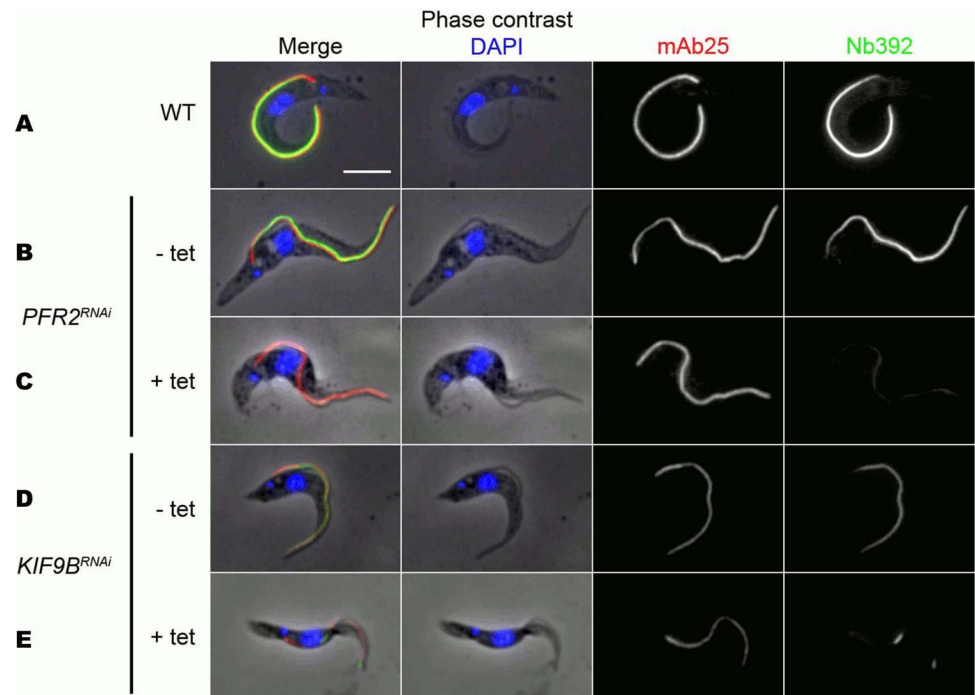 Phase contrast
Merge DAPI mAb25 Nb392
A WT
B - tet
PFR2RNAi
C + tet
D - tet
KIF9BRNAi
E + tet